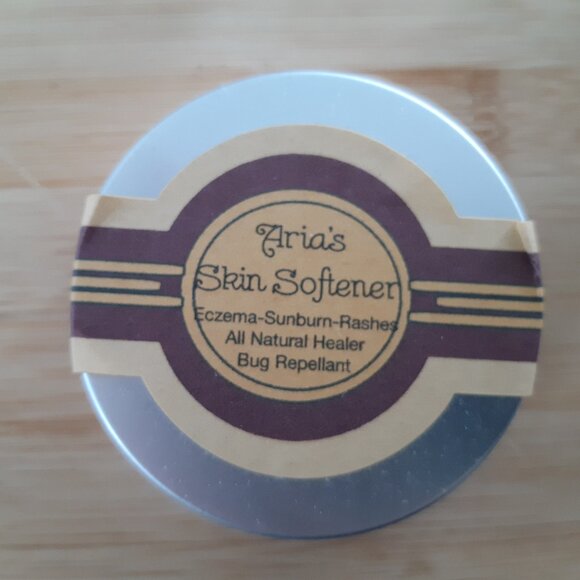 Aria's
Skin Softener
Eczema-Sunburn-Rashes
All Natural Healer
Bug Repellant